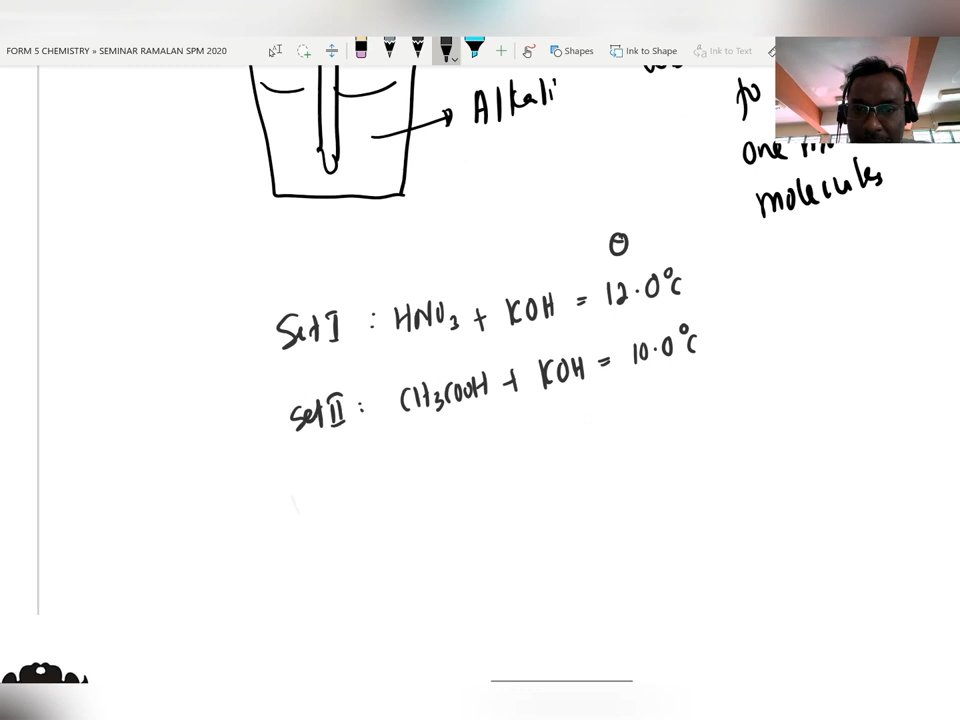 FORM 5 CHEMISTRY » SEMINAR RAMALAN SPM 2020
Shapes
Ink to Shape
Ink to Text
Alkali
to
one
molecules
θ
Set I : HNO₃ + KOH = 12.0°C
Set II : CH₃COOH + KOH = 10.0°C